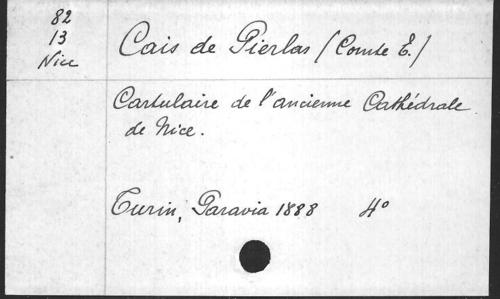 82
13
Nice
Cais de Pierlas (Comte E.)
Cartulaire de l'ancienne Cathédrale
de Nice.
Turin, Paravia 1888 4°